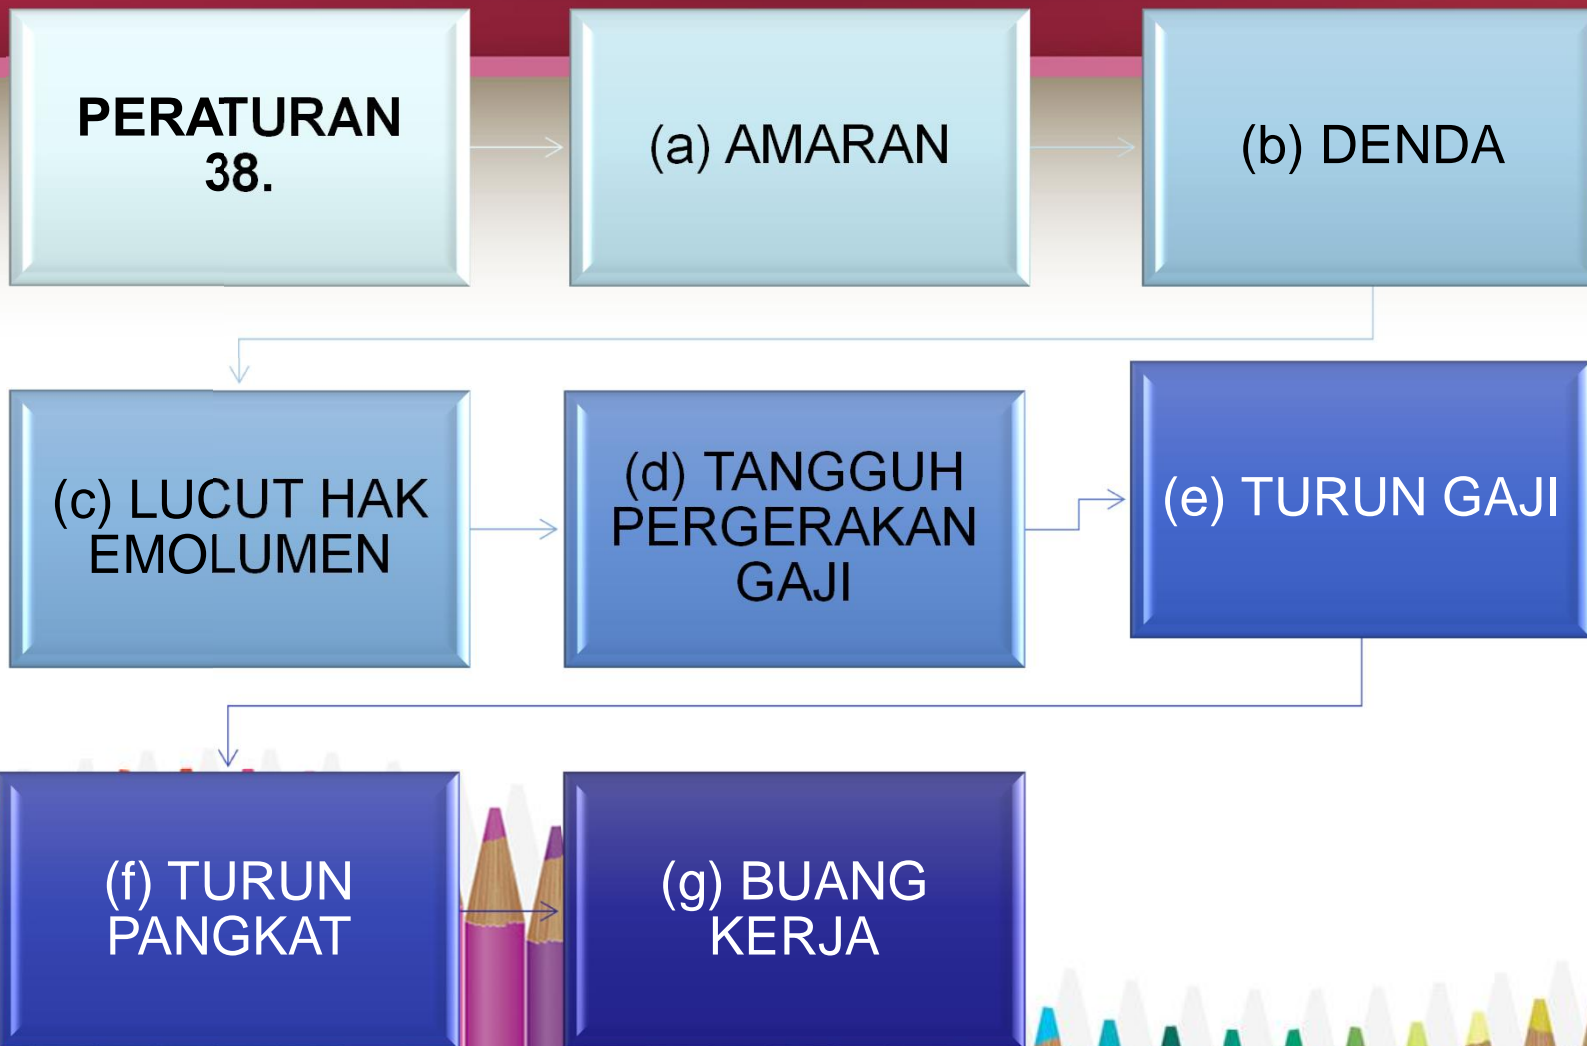 PERATURAN
38.
(a) AMARAN
(b) DENDA
(c) LUCUT HAK
EMOLUMEN
(d) TANGGUH
PERGERAKAN
GAJI
(e) TURUN GAJI
(f) TURUN
PANGKAT
(g) BUANG
KERJA